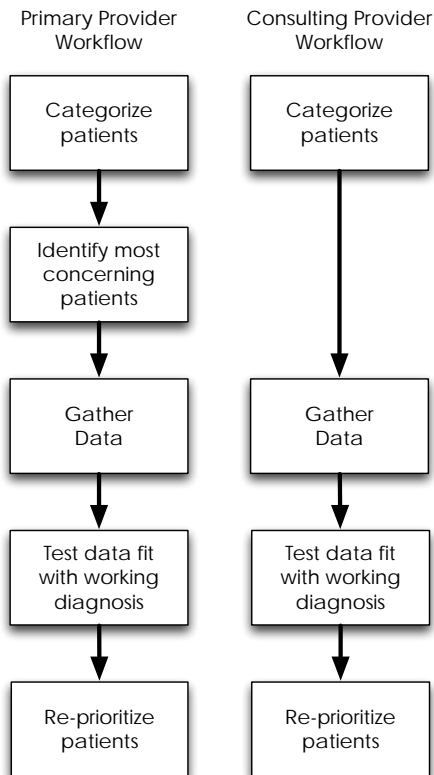 Primary Provider
Workflow
Categorize
patients
Identify most
concerning
patients
Gather
Data
Test data fit
with working
diagnosis
Re-prioritize
patients
Consulting Provider
Workflow
Categorize
patients
Gather
Data
Test data fit
with working
diagnosis
Re-prioritize
patients